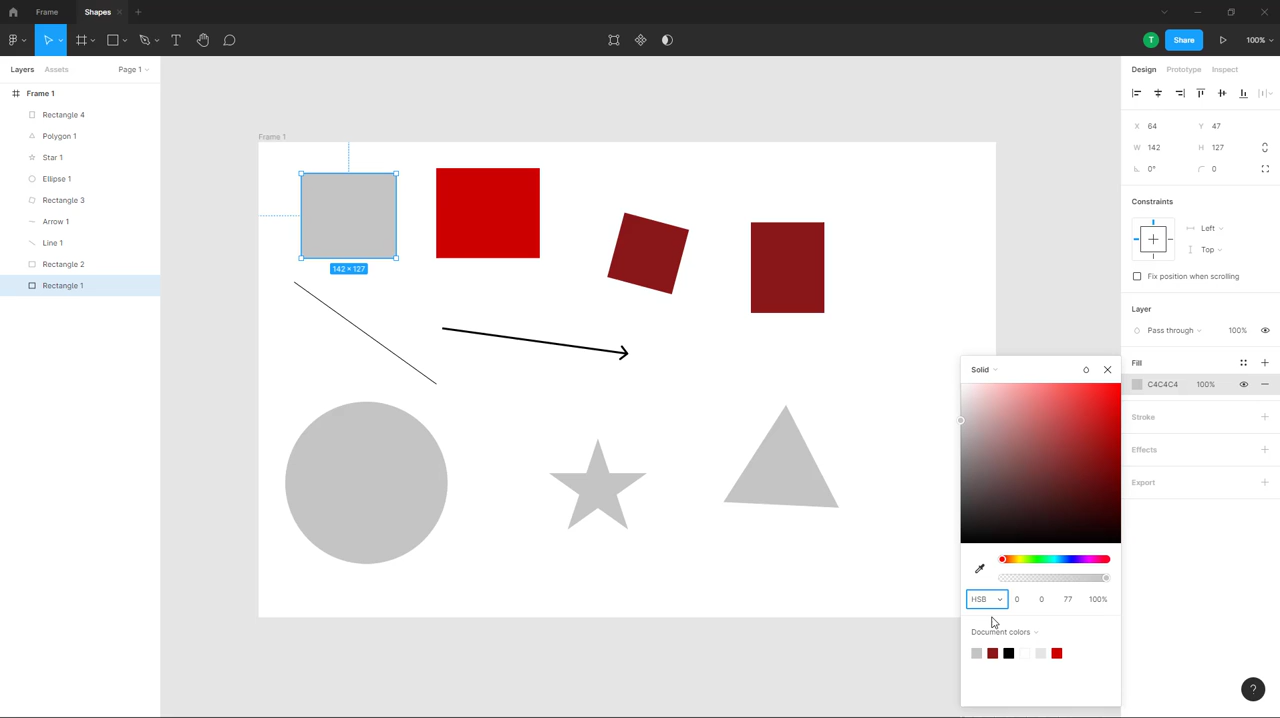 Frame
Shapes
Share
100%
Layers
Assets
Page 1
Frame 1
Rectangle 4
Polygon 1
Star 1
Ellipse 1
Rectangle 3
Arrow 1
Line 1
Rectangle 2
Rectangle 1
Frame 1
142 × 127
Design
Prototype
Inspect
X 64
Y 47
W 142
H 127
0°
0
Constraints
Left
Top
Fix position when scrolling
Layer
Pass through
100%
Fill
C4C4C4
100%
Stroke
Effects
Export
Solid
HSB
0
0
77
100%
Document colors
T
?